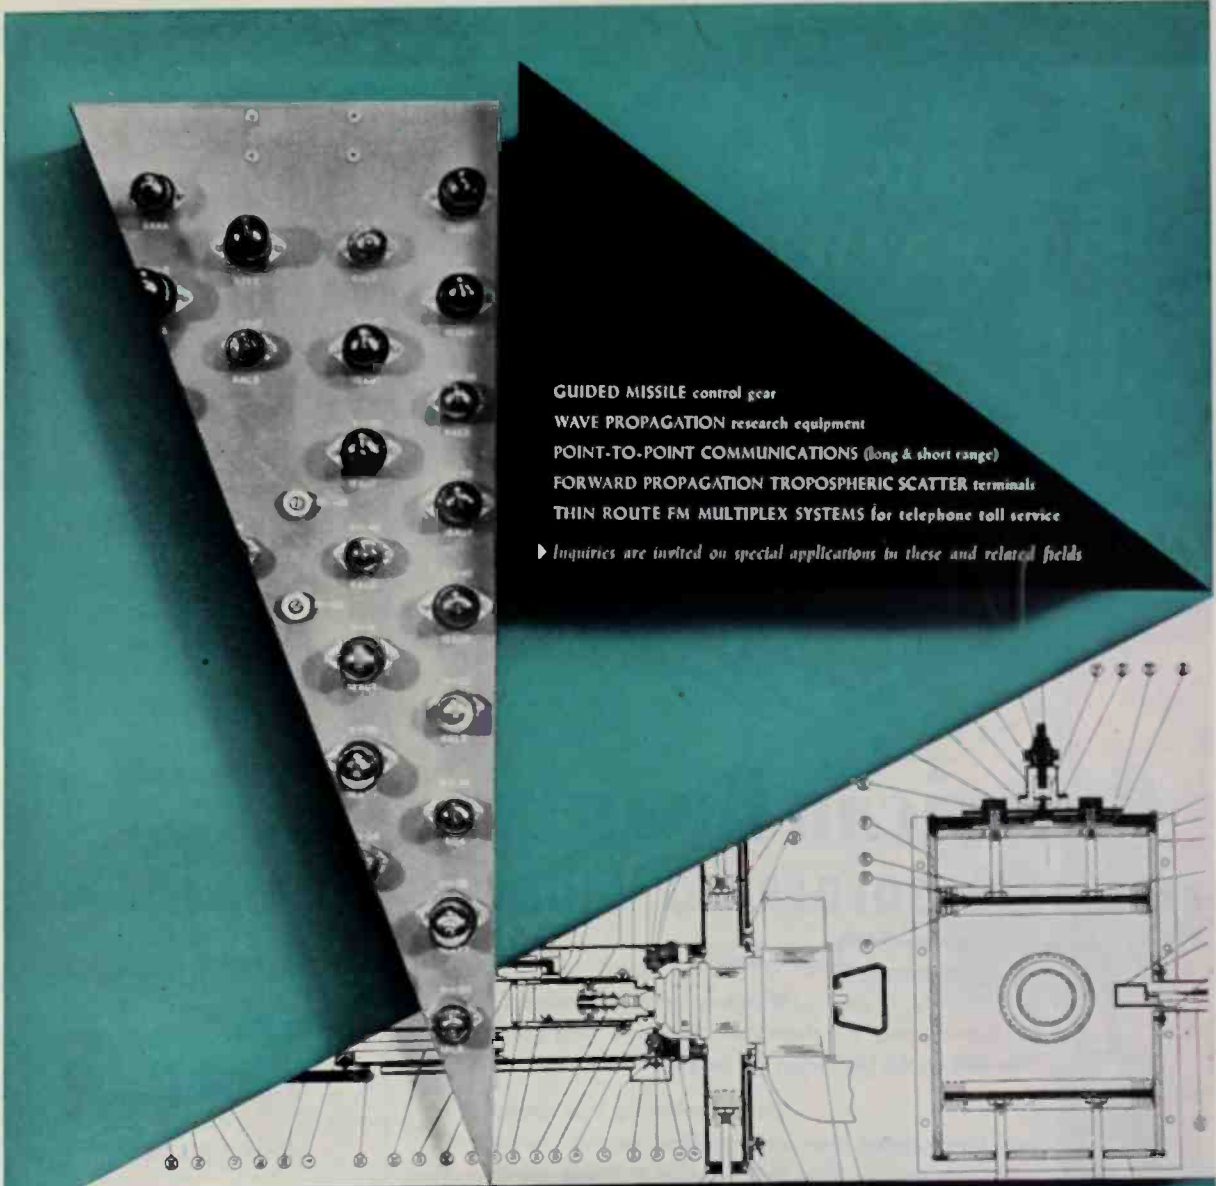 GUIDED MISSILE control gear
WAVE PROPAGATION research equipment
POINT-TO-POINT COMMUNICATIONS (long & short range)
FORWARD PROPAGATION TROPOSPHERIC SCATTER terminals
THIN ROUTE FM MULTIPLEX SYSTEMS for telephone toll service
Inquiries are invited on special applications in these and related fields